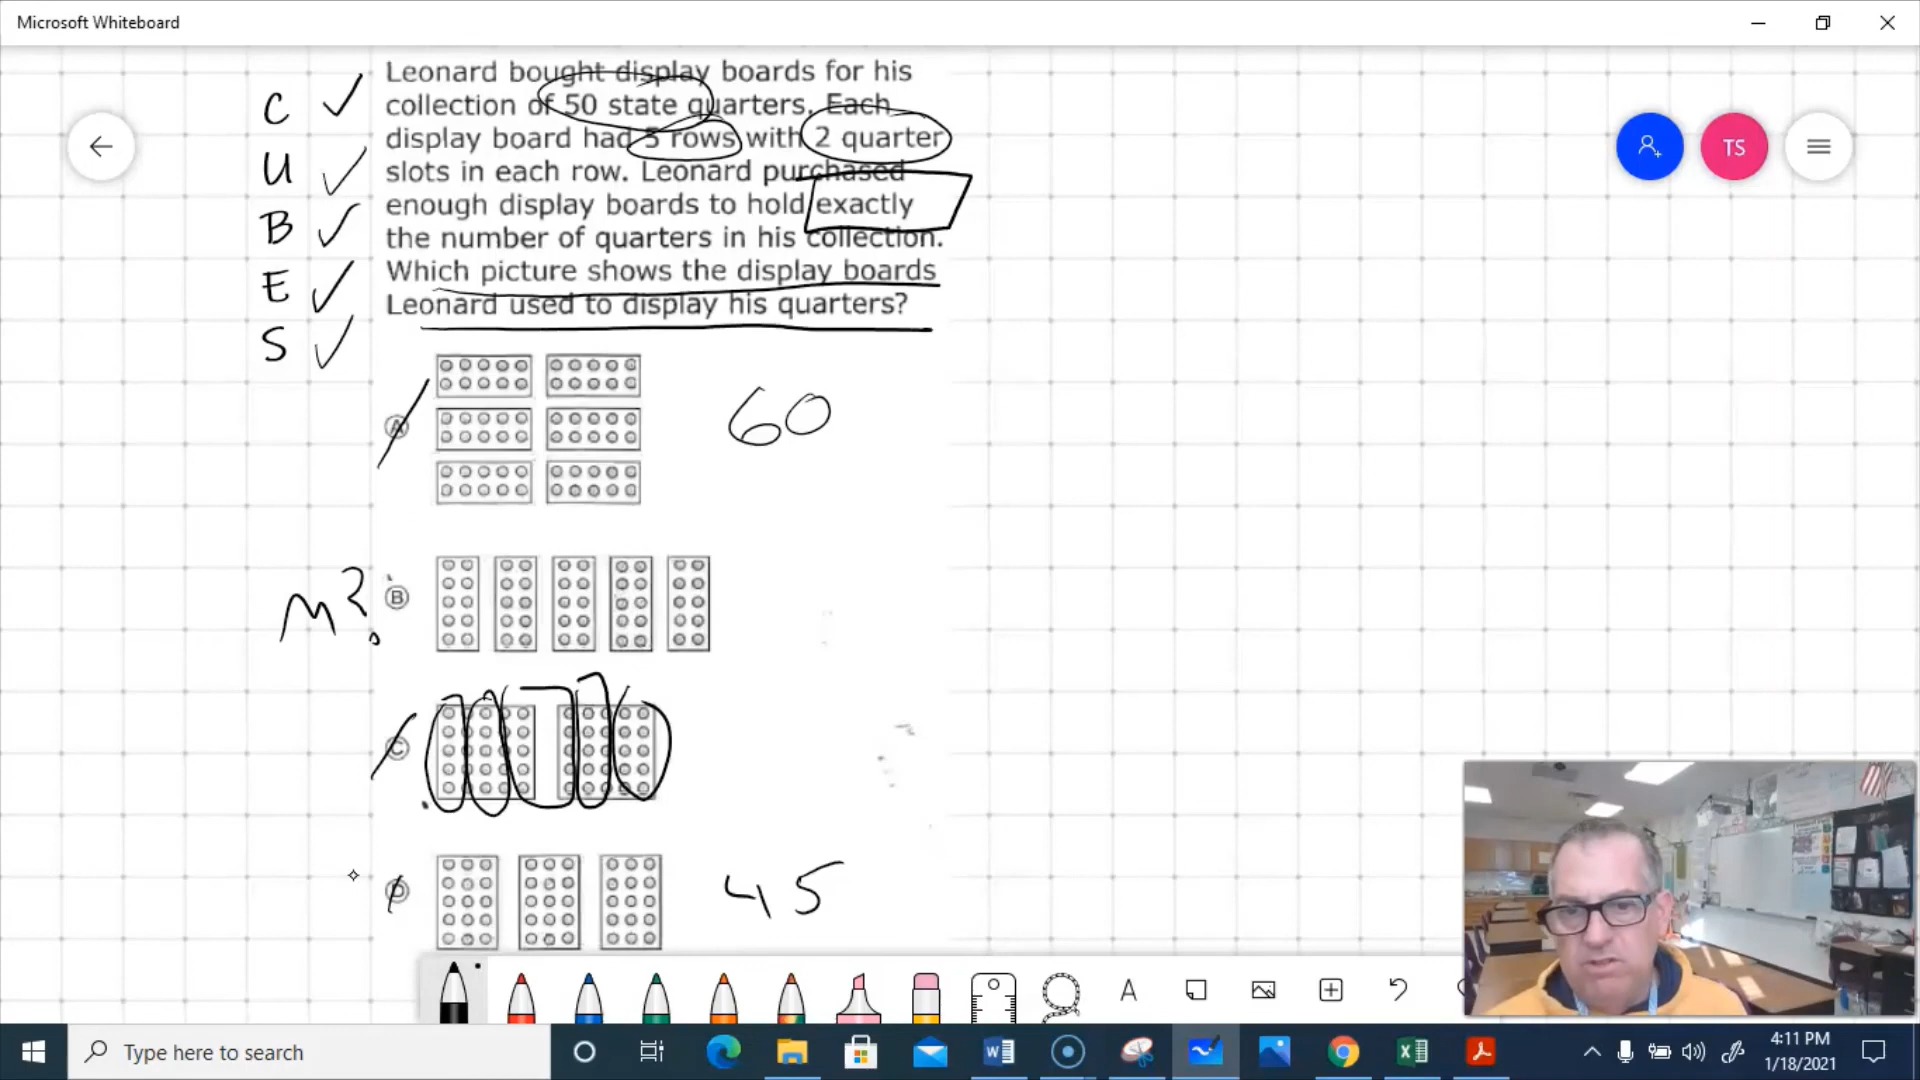 Microsoft Whiteboard
Leonard bought display boards for his
collection of 50 state quarters. Each
display board had 5 rows with 2 quarter
slots in each row. Leonard purchased
enough display boards to hold exactly
the number of quarters in his collection.
Which picture shows the display boards
Leonard used to display his quarters?
C ✓
U ✓
B ✓
E ✓
S ✓
TS
A
60
M?
B
C
D
45
A
Type here to search
4:11 PM
1/18/2021